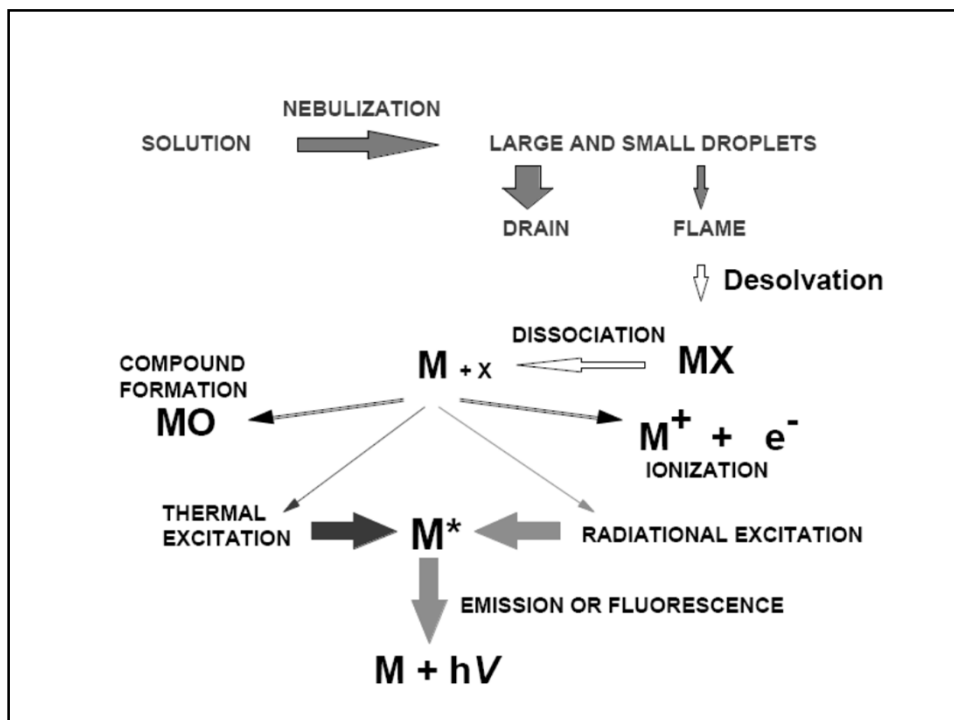 NEBULIZATION
SOLUTION
LARGE AND SMALL DROPLETS
DRAIN
FLAME
Desolvation
DISSOCIATION
M + X
MX
COMPOUND
FORMATION
MO
M+ + e-
IONIZATION
THERMAL
EXCITATION
M*
RADIATIONAL EXCITATION
EMISSION OR FLUORESCENCE
M + hV